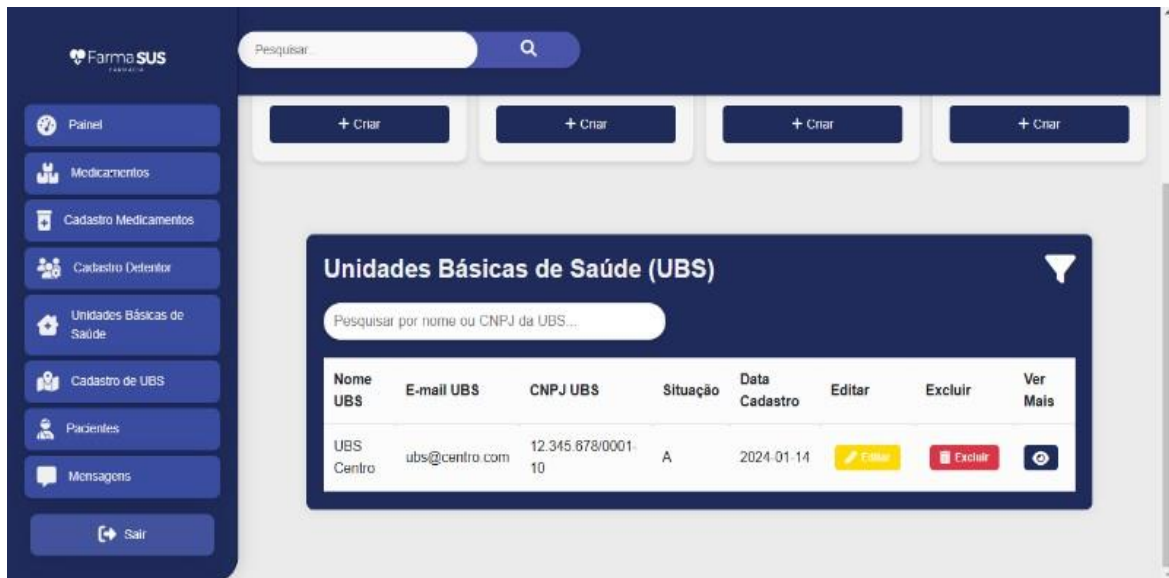 Farma SUS
FARMÁCIA
Pesquisar...
Painel
Medicamentos
Cadastro Medicamentos
Cadastro Detentor
Unidades Básicas de
Saúde
Cadastro de UBS
Pacientes
Mensagens
Sair
+ Criar
+ Criar
+ Criar
+ Criar
Unidades Básicas de Saúde (UBS)
Pesquisar por nome ou CNPJ da UBS...
Nome
UBS
E-mail UBS
CNPJ UBS
Situação
Data
Cadastro
Editar
Excluir
Ver
Mais
UBS
Centro
ubs@centro.com
12.345.678/0001-
10
A
2024-01-14
Editar
Excluir